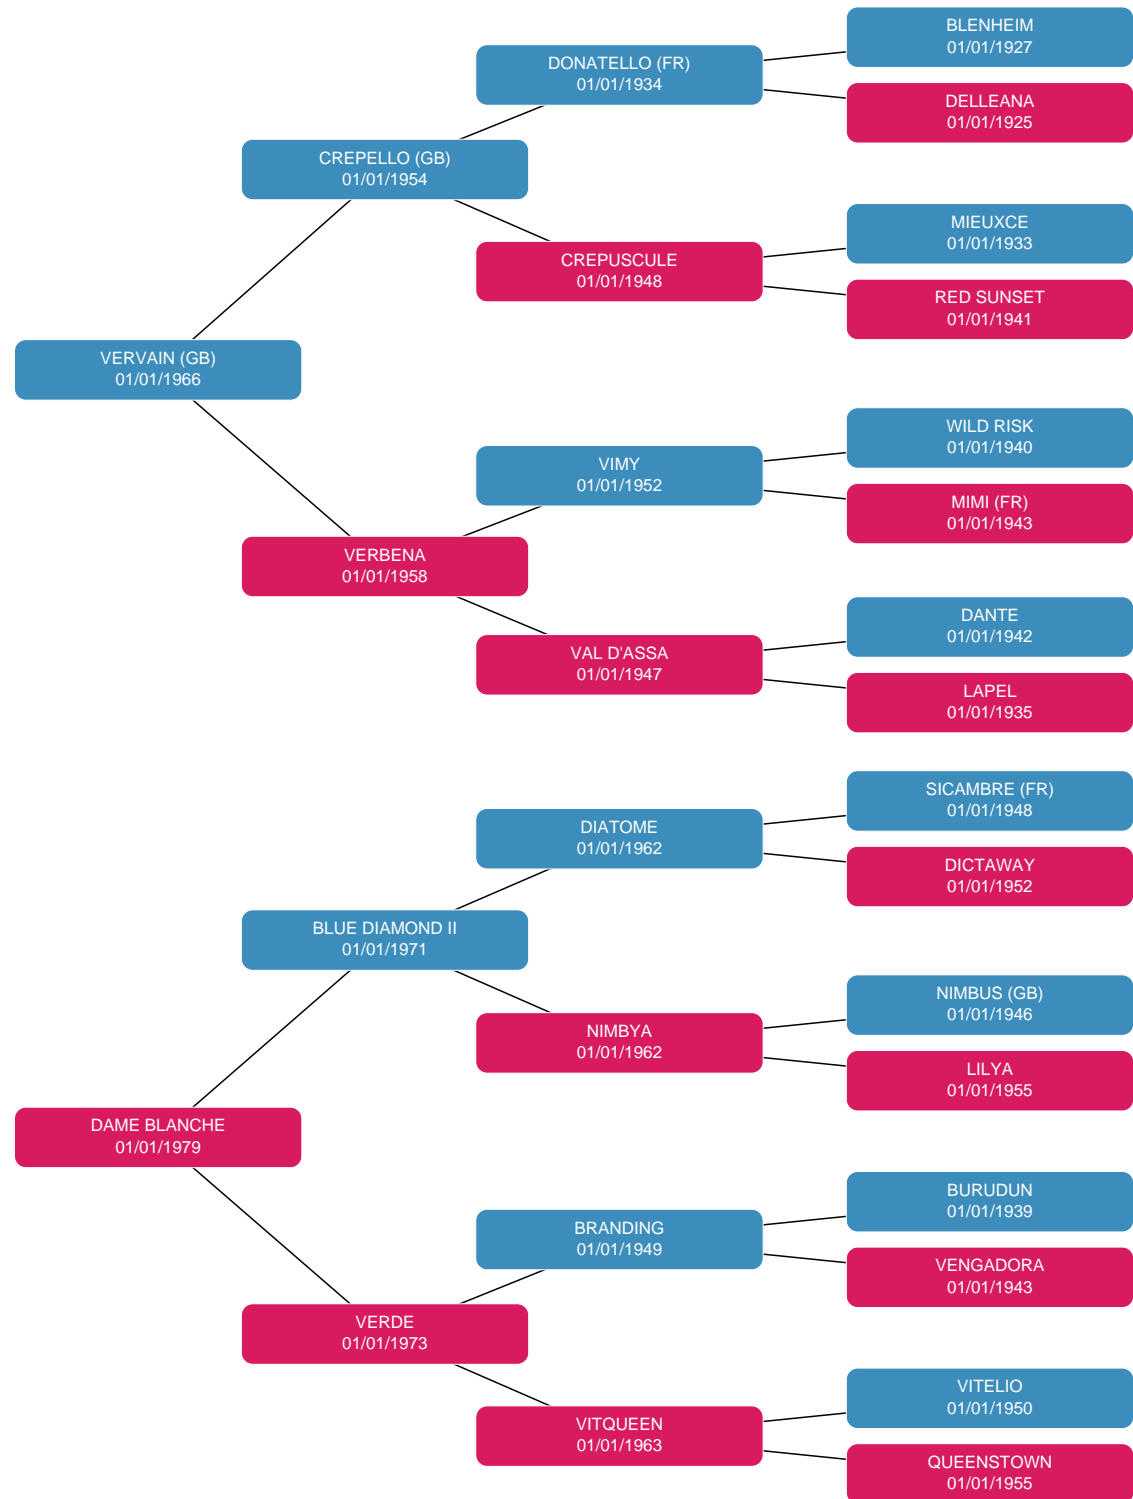 BLENHEIM
01/01/1927
DONATELLO (FR)
01/01/1934
DELLEANA
01/01/1925
CREPELLO (GB)
01/01/1954
MIEUXCE
01/01/1933
CREPUSCULE
01/01/1948
RED SUNSET
01/01/1941
VERVAIN (GB)
01/01/1966
WILD RISK
01/01/1940
VIMY
01/01/1952
MIMI (FR)
01/01/1943
VERBENA
01/01/1958
DANTE
01/01/1942
VAL D'ASSA
01/01/1947
LAPEL
01/01/1935
SICAMBRE (FR)
01/01/1948
DIATOME
01/01/1962
DICTAWAY
01/01/1952
BLUE DIAMOND II
01/01/1971
NIMBUS (GB)
01/01/1946
NIMBYA
01/01/1962
LILYA
01/01/1955
DAME BLANCHE
01/01/1979
BURUDUN
01/01/1939
BRANDING
01/01/1949
VENGADORA
01/01/1943
VERDE
01/01/1973
VITELIO
01/01/1950
VITQUEEN
01/01/1963
QUEENSTOWN
01/01/1955